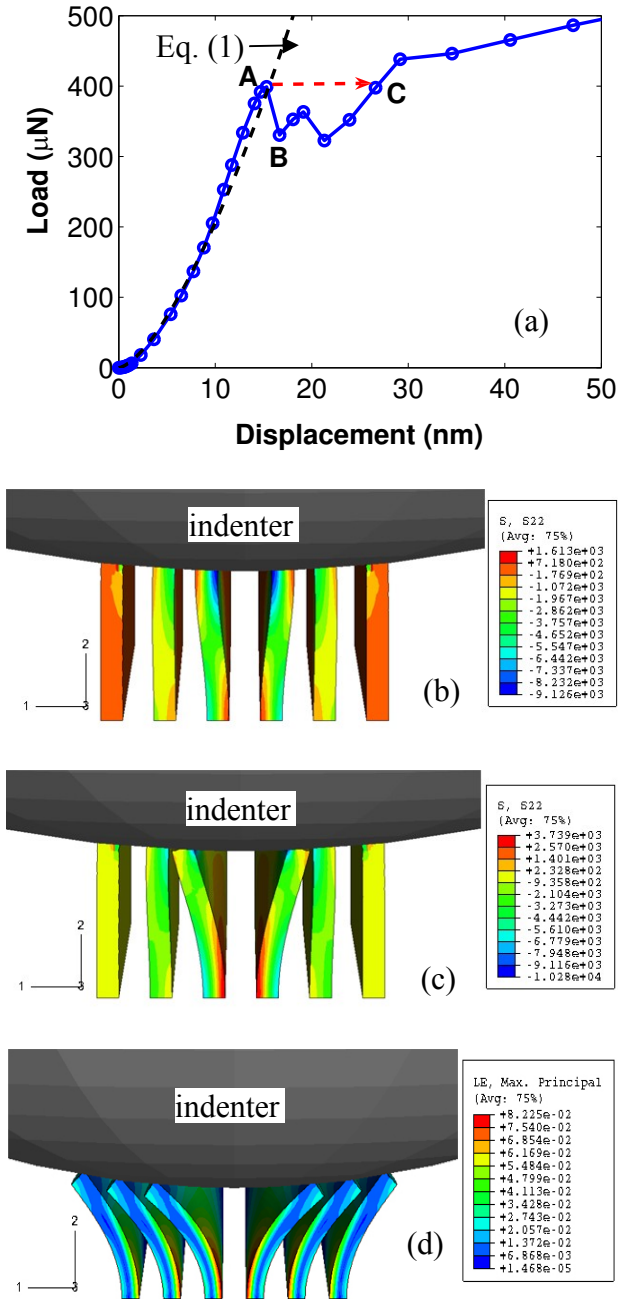 500
400
300
200
100
0
Load (µN)
Eq. (1)
A
B
C
(a)
0
10
20
30
40
50
Displacement (nm)
indenter
2
1
3
(b)
S, S22
(Avg: 75%)
+1.613e+03
+7.180e+02
-1.769e+02
-1.072e+03
-1.967e+03
-2.862e+03
-3.757e+03
-4.652e+03
-5.547e+03
-6.442e+03
-7.337e+03
-8.232e+03
-9.126e+03
indenter
2
1
3
(c)
S, S22
(Avg: 75%)
+3.739e+03
+2.570e+03
+1.401e+03
+2.328e+02
-9.358e+02
-2.104e+03
-3.273e+03
-4.442e+03
-5.610e+03
-6.779e+03
-7.948e+03
-9.116e+03
-1.028e+04
indenter
2
1
3
(d)
LE, Max. Principal
(Avg: 75%)
+8.225e-02
+7.540e-02
+6.854e-02
+6.169e-02
+5.484e-02
+4.799e-02
+4.113e-02
+3.428e-02
+2.743e-02
+2.057e-02
+1.372e-02
+6.868e-03
+1.468e-05